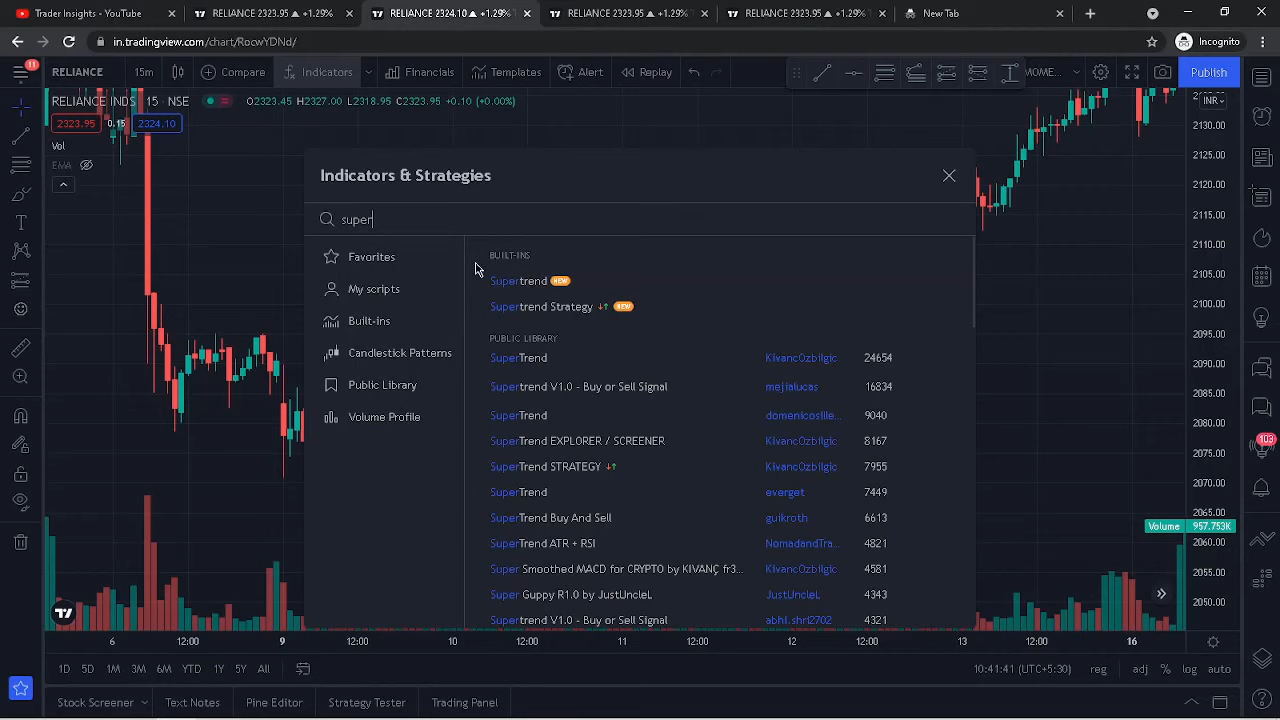 Trader Insights - YouTube
RELIANCE 2323.95 ▲ +1.29%
RELIANCE 2324.1 ▲ +1.29%
RELIANCE 2323.95 ▲ +1.29%
RELIANCE 2323.95 ▲ +1.29%
New Tab
in.tradingview.com/chart/RocwYDNd/
Incognito
11
RELIANCE
15m
Compare
Indicators
Financials
Templates
Alert
Replay
MOME...
Publish
RELIANCE INDS · 15 · NSE
O2323.45 H2327.00 L2318.95 C2323.95 +0.10 (+0.00%)
INR
2323.95
0.15
2324.10
Vol
EMA
Indicators & Strategies
super
Favorites
My scripts
Built-ins
Candlestick Patterns
Public Library
Volume Profile
BUILT-INS
Supertrend NEW
Supertrend Strategy NEW
PUBLIC LIBRARY
SuperTrend KivancOzbilgic 24654
Supertrend V1.0 - Buy or Sell Signal mejialucas 16834
SuperTrend domenicosille... 9040
SuperTrend EXPLORER / SCREENER KivancOzbilgic 8167
SuperTrend STRATEGY KivancOzbilgic 7955
SuperTrend everget 7449
SuperTrend Buy And Sell guikroth 6613
SuperTrend ATR + RSI NomadandTra... 4821
Super Smoothed MACD for CRYPTO by KIVANÇ fr3... KivancOzbilgic 4581
Super Guppy R1.0 by JustUncleL JustUncleL 4343
Supertrend V1.0 - Buy or Sell Signal abhi.shri2702 4321
2130.00
2125.00
2120.00
2115.00
2110.00
2105.00
2100.00
2095.00
2090.00
2085.00
2080.00
2075.00
2070.00
2065.00
2060.00
2055.00
2050.00
Volume 957.753K
103
6
12:00
9
12:00
10
12:00
11
12:00
13
12:00
16
1D
5D
1M
3M
6M
YTD
1Y
5Y
All
10:41:41 (UTC+5:30)
reg
adj
%
log
auto
Stock Screener
Text Notes
Pine Editor
Strategy Tester
Trading Panel